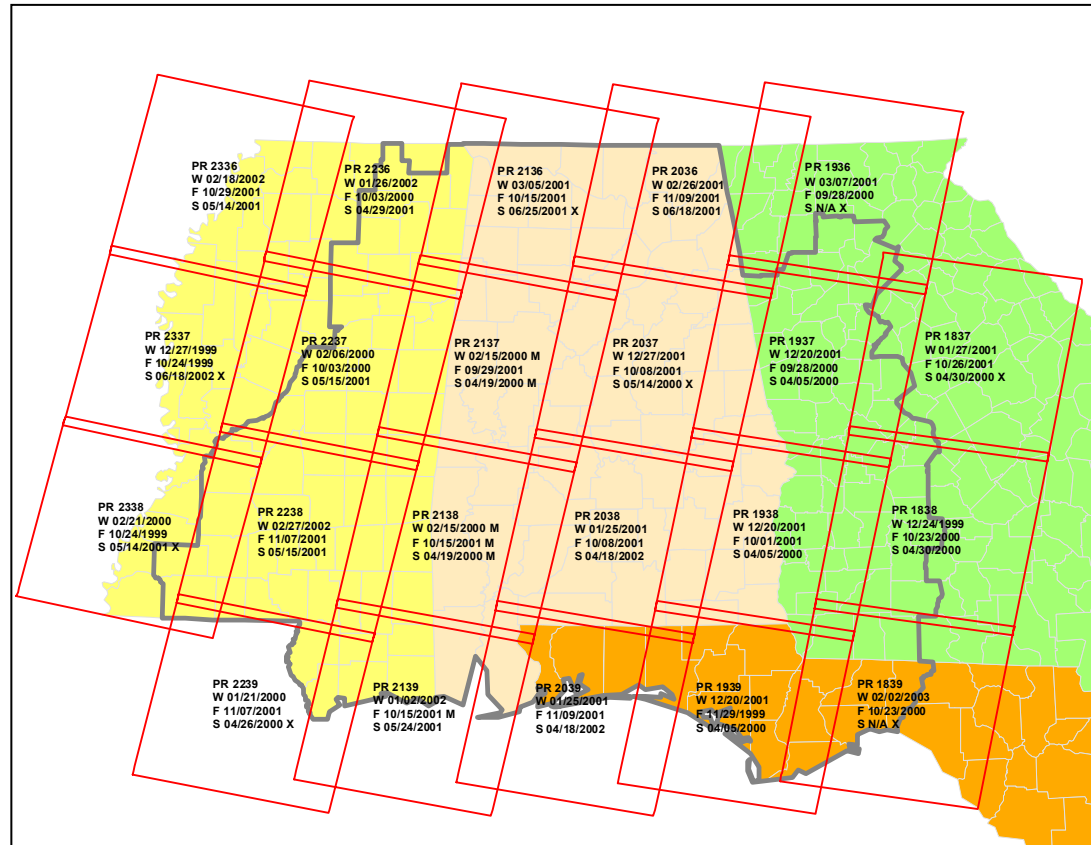 PR 2336
W 02/18/2002
F 10/29/2001
S 05/14/2001
PR 2236
W 01/26/2002
F 10/03/2000
S 04/29/2001
PR 2136
W 03/05/2001
F 10/15/2001
S 06/25/2001 X
PR 2036
W 02/26/2001
F 11/09/2001
S 06/18/2001
PR 1936
W 03/07/2001
F 09/28/2000
S N/A X
PR 2337
W 12/27/1999
F 10/24/1999
S 06/18/2002 X
PR 2237
W 02/06/2000
F 10/03/2000
S 05/15/2001
PR 2137
W 02/15/2000 M
F 09/29/2001
S 04/19/2000 M
PR 2037
W 12/27/2001
F 10/08/2001
S 05/14/2000 X
PR 1937
W 12/20/2001
F 09/28/2000
S 04/05/2000
PR 1837
W 01/27/2001
F 10/26/2001
S 04/30/2000 X
PR 2338
W 02/21/2000
F 10/24/1999
S 05/14/2001 X
PR 2238
W 02/27/2002
F 11/07/2001
S 05/15/2001
PR 2138
W 02/15/2000 M
F 10/15/2001 M
S 04/19/2000 M
PR 2038
W 01/25/2001
F 10/08/2001
S 04/18/2002
PR 1938
W 12/20/2001
F 10/01/2001
S 04/05/2000
PR 1838
W 12/24/1999
F 10/23/2000
S 04/30/2000
PR 2239
W 01/21/2000
F 11/07/2001
S 04/26/2000 X
PR 2139
W 01/02/2002
F 10/15/2001 M
S 05/24/2001
PR 2039
W 01/25/2001
F 11/09/2001
S 04/18/2002
PR 1939
W 12/20/2001
F 11/29/1999
S 04/05/2000
PR 1839
W 02/02/2003
F 10/23/2000
S N/A X